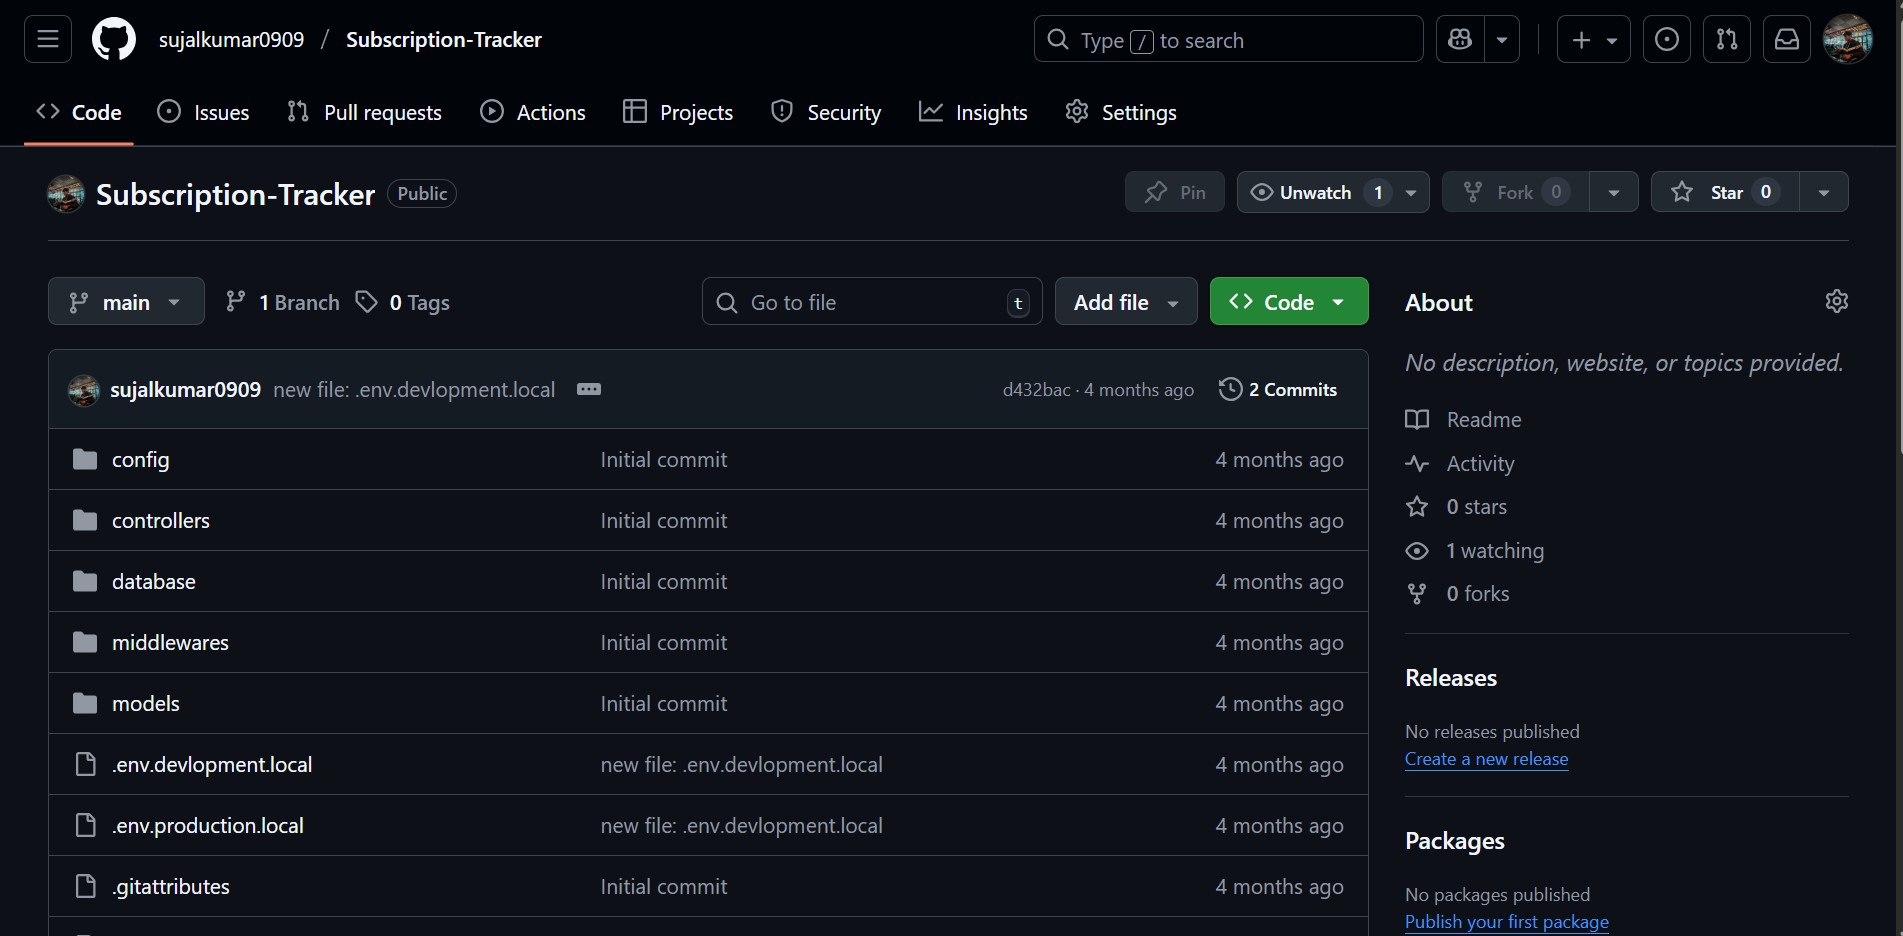 sujalkumar0909 / Subscription-Tracker
Type / to search
Code Issues Pull requests Actions Projects Security Insights Settings
Subscription-Tracker Public
Pin Unwatch 1 Fork 0 Star 0
main 1 Branch 0 Tags
Go to file t
Add file
Code
sujalkumar0909 new file: .env.devlopment.local d432bac · 4 months ago 2 Commits
config Initial commit 4 months ago
controllers Initial commit 4 months ago
database Initial commit 4 months ago
middlewares Initial commit 4 months ago
models Initial commit 4 months ago
.env.devlopment.local new file: .env.devlopment.local 4 months ago
.env.production.local new file: .env.devlopment.local 4 months ago
.gitattributes Initial commit 4 months ago
About
No description, website, or topics provided.
Readme
Activity
0 stars
1 watching
0 forks
Releases
No releases published
Create a new release
Packages
No packages published
Publish your first package